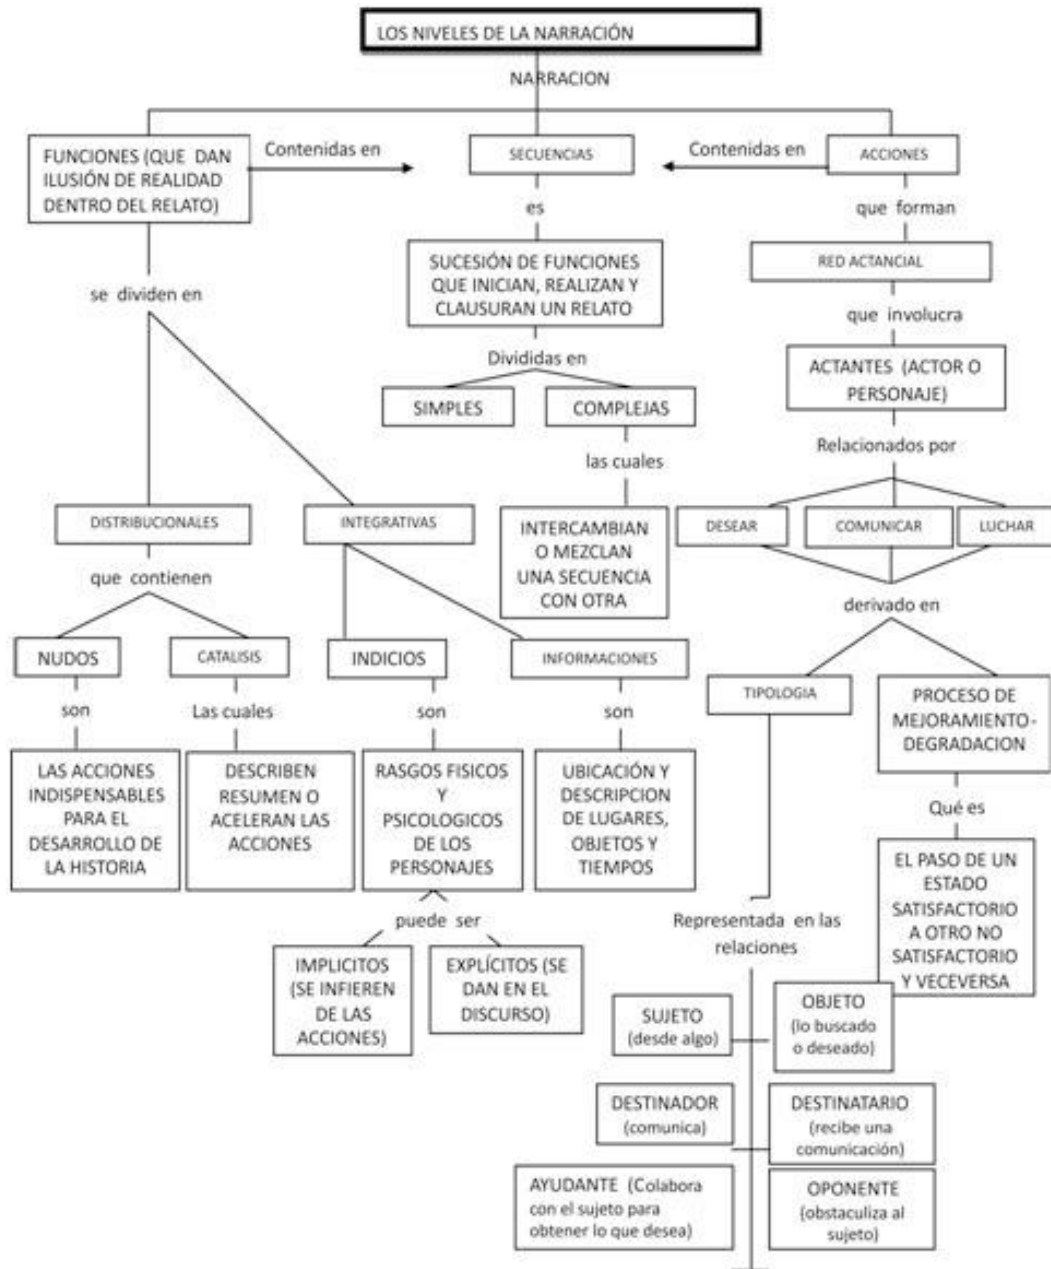 LOS NIVELES DE LA NARRACIÓN
NARRACION
FUNCIONES (QUE DAN
ILUSIÓN DE REALIDAD
DENTRO DEL RELATO)
Contenidas en
SECUENCIAS
Contenidas en
ACCIONES
es
que forman
SUCESIÓN DE FUNCIONES
QUE INICIAN, REALIZAN Y
CLAUSURAN UN RELATO
RED ACTANCIAL
se dividen en
que involucra
Divididas en
ACTANTES (ACTOR O
PERSONAJE)
SIMPLES
COMPLEJAS
Relacionados por
las cuales
DISTRIBUCIONALES
INTEGRATIVAS
INTERCAMBIAN
O MEZCLAN
UNA SECUENCIA
CON OTRA
DESEAR
COMUNICAR
LUCHAR
que contienen
derivado en
NUDOS
CATALISIS
INDICIOS
INFORMACIONES
TIPOLOGIA
PROCESO DE
MEJORAMIENTO-
DEGRADACION
son
Las cuales
son
son
LAS ACCIONES
INDISPENSABLES
PARA EL
DESARROLLO DE
LA HISTORIA
DESCRIBEN
RESUMEN O
ACELERAN LAS
ACCIONES
RASGOS FISICOS
Y
PSICOLOGICOS
DE LOS
PERSONAJES
UBICACIÓN Y
DESCRIPCION
DE LUGARES,
OBJETOS Y
TIEMPOS
Qué es
EL PASO DE UN
ESTADO
SATISFACTORIO
A OTRO NO
SATISFACTORIO
Y VECEVERSA
puede ser
Representada en las
relaciones
IMPLICITOS
(SE INFIEREN
DE LAS
ACCIONES)
EXPLÍCITOS (SE
DAN EN EL
DISCURSO)
SUJETO
(desde algo)
OBJETO
(lo buscado
o deseado)
DESTINADOR
(comunica)
DESTINATARIO
(recibe una
comunicación)
AYUDANTE (Colabora
con el sujeto para
obtener lo que desea)
OPONENTE
(obstaculiza al
sujeto)